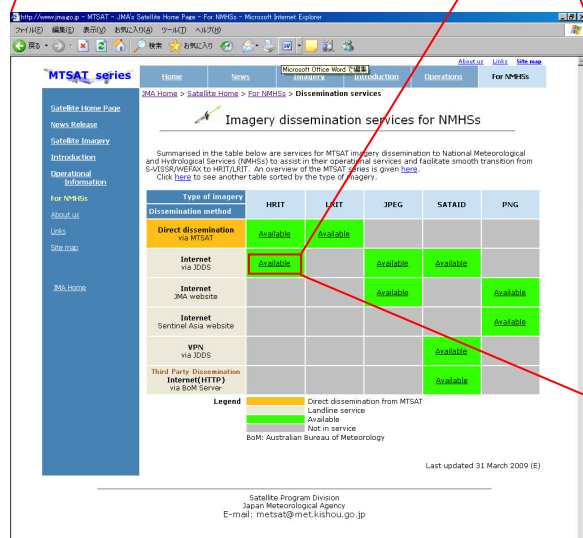 http://www.jma.go.jp - MTSAT - JMA's Satellite Home Page - For NMHSs - Microsoft Internet Explorer
ファイル(F) 編集(E) 表示(V) お気に入り(A) ツール(T) ヘルプ(H)
戻る 検索 お気に入り
About us Links Site map
MTSAT series
Home News Imagery Introduction Operations For NMHSs
Microsoft Office Word で編集
JMA Home > Satellite Home > For NMHSs > Dissemination services
Satellite Home Page
News Release
Satellite Imagery
Introduction
Operational
Information
For NMHSs
About us
Links
Site map
JMA Home
Imagery dissemination services for NMHSs
Summarised in the table below are services for MTSAT imagery dissemination to National Meteorological
and Hydrological Services (NMHSs) to assist in their operational services and facilitate smooth transition from
S-VISSR/WEFAX to HRIT/LRIT. An overview of the MTSAT series is given here.
Click here to see another table sorted by the type of imagery.
Type of imagery
Dissemination method
HRIT LRIT JPEG SATAID PNG
Direct dissemination
via MTSAT
Available Available
Internet
via JDDS
Available Available Available
Internet
JMA website
Available Available
Internet
Sentinel Asia website
Available
VPN
via JDDS
Available
Third Party Dissemination
Internet(HTTP)
via BoM Server
Available
Legend Direct dissemination from MTSAT
Landline service
Available
Not in service
BoM: Australian Bureau of Meteorology
Last updated 31 March 2009 (E)
Satellite Program Division
Japan Meteorological Agency
E-mail: metsat@met.kishou.go.jp